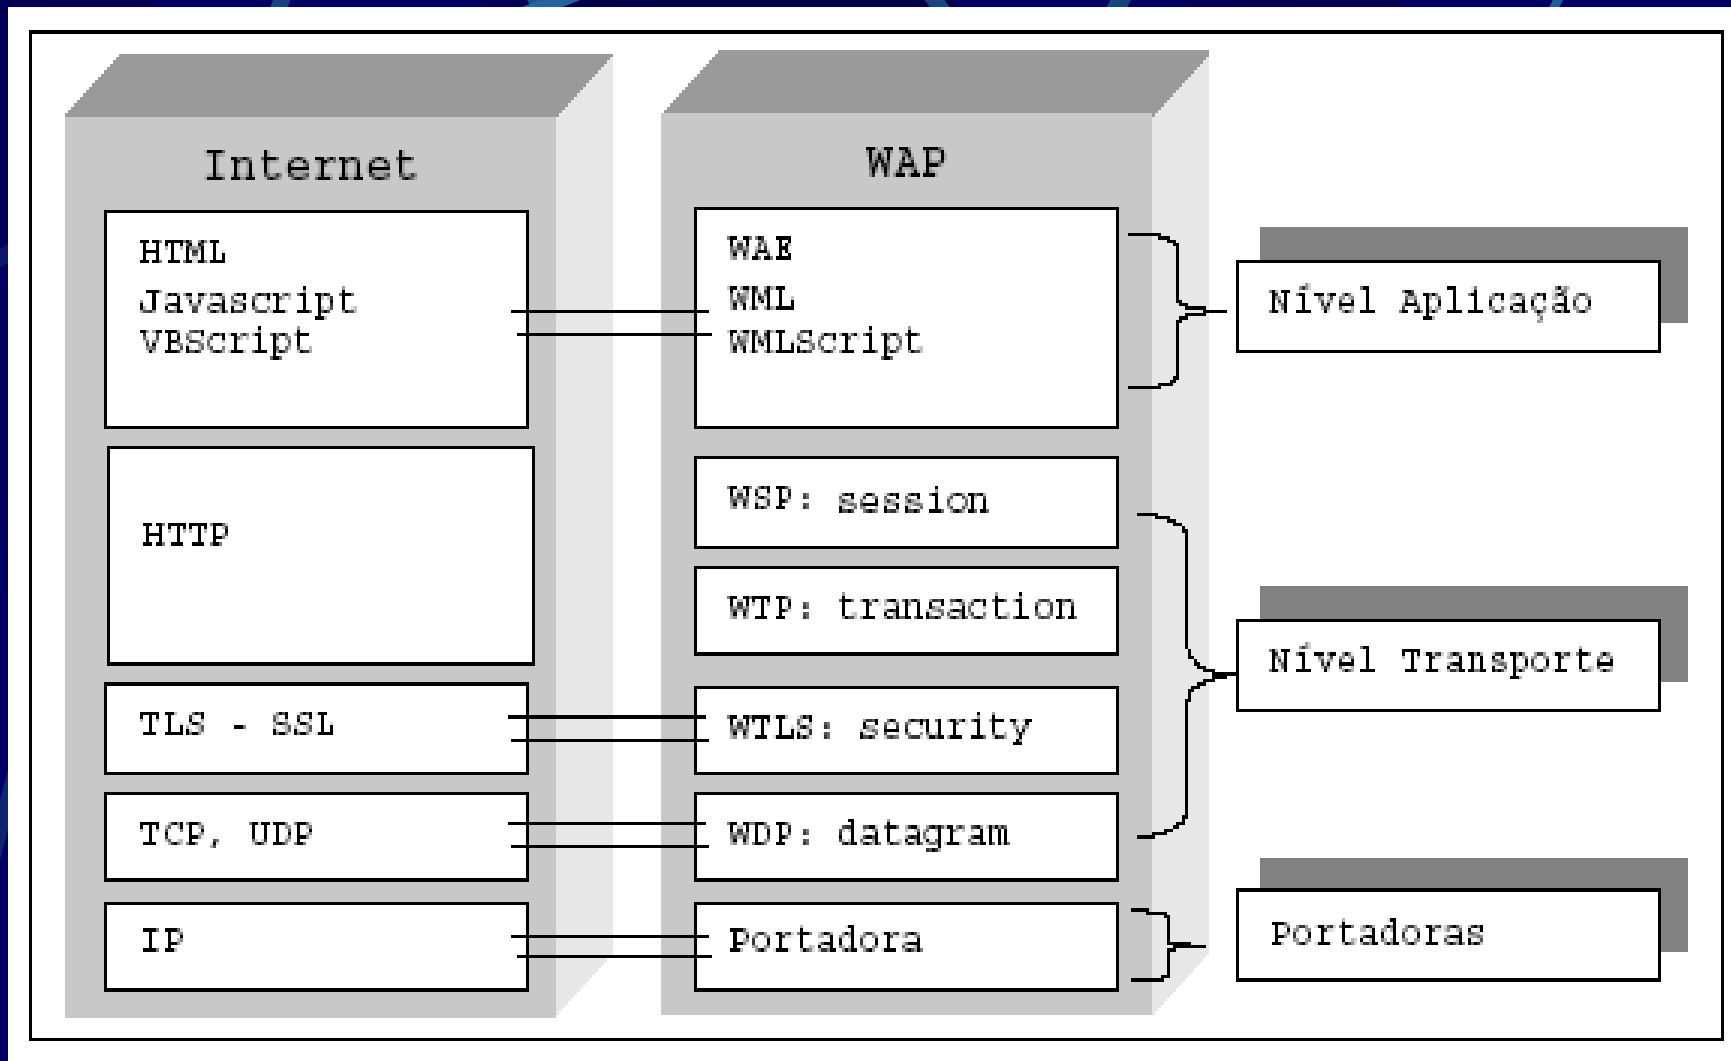 Internet
HTML
Javascript
VBScript
HTTP
TLS - SSL
TCP, UDP
IP
WAP
WAE
WML
WMLScript
WSP: session
WTP: transaction
WTLS: security
WDP: datagram
Portadora
Nível Aplicação
Nível Transporte
Portadoras